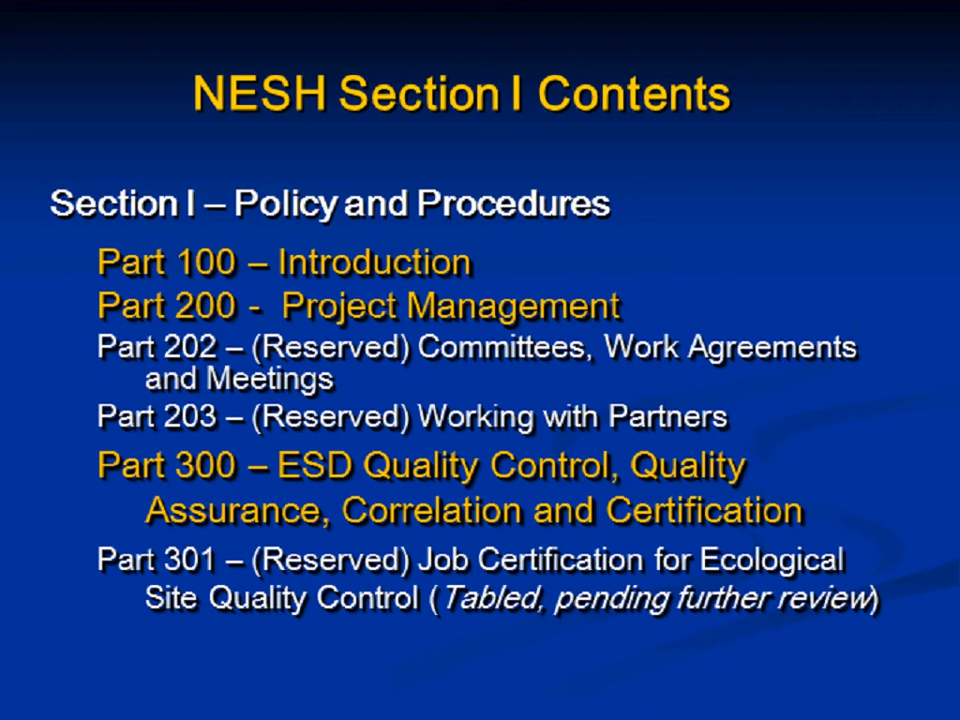 NESH Section I Contents
Section I – Policy and Procedures
Part 100 – Introduction
Part 200 - Project Management
Part 202 – (Reserved) Committees, Work Agreements
and Meetings
Part 203 – (Reserved) Working with Partners
Part 300 – ESD Quality Control, Quality
Assurance, Correlation and Certification
Part 301 – (Reserved) Job Certification for Ecological
Site Quality Control (Tabled, pending further review)